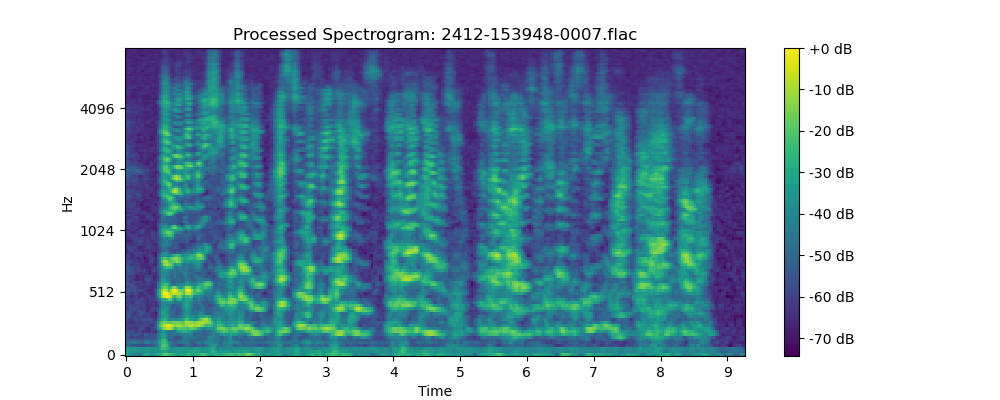 Processed Spectrogram: 2412-153948-0007.flac
Hz
4096
2048
1024
512
0
0 1 2 3 4 5 6 7 8 9
Time
+0 dB
-10 dB
-20 dB
-30 dB
-40 dB
-50 dB
-60 dB
-70 dB